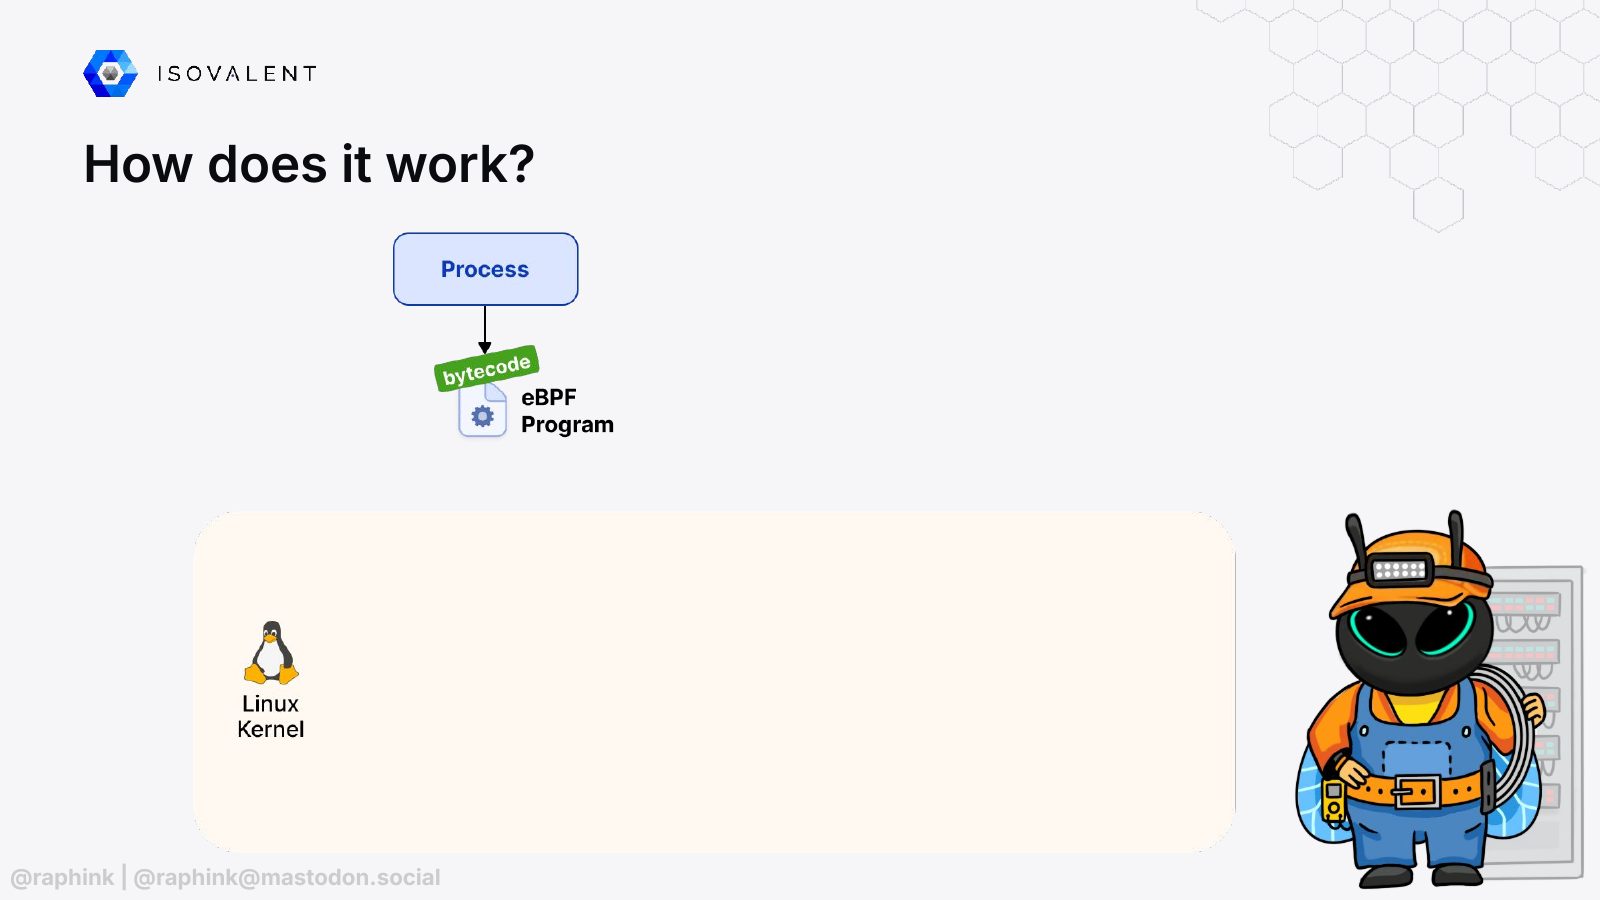 ISOVALENT
How does it work?
Process
bytecode
eBPF
Program
Linux
Kernel
@raphink | @raphink@mastodon.social